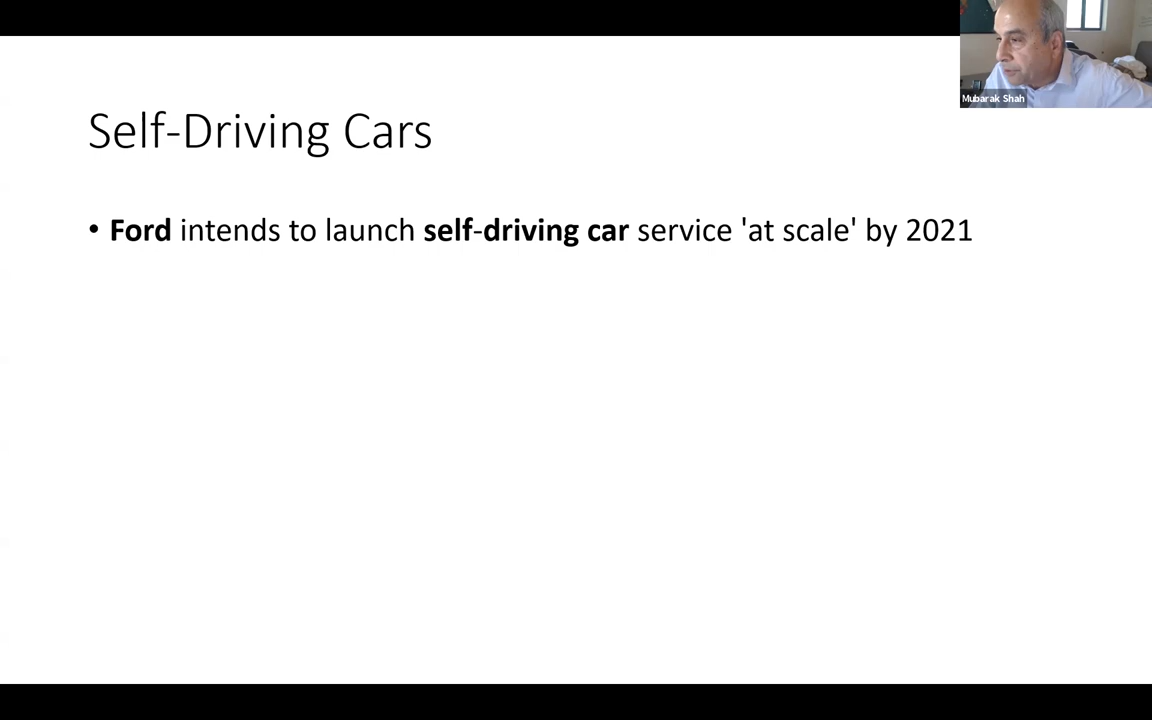 Mubarak Shah
Self-Driving Cars
• Ford intends to launch self-driving car service 'at scale' by 2021